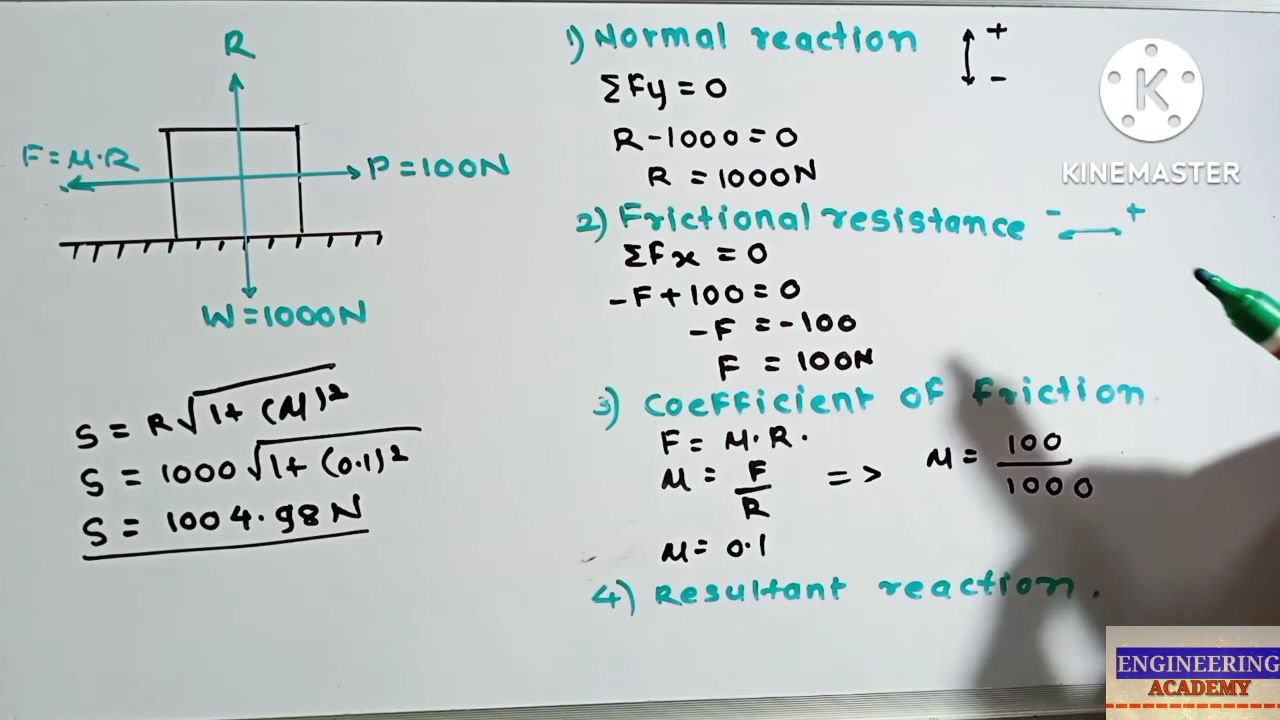 R
F = μ·R
P = 100N
W = 1000N
S = R√1+(μ)²
S = 1000√1+(0.1)²
S = 1004.98N
1) Normal reaction
+
-
ΣFy = 0
R - 1000 = 0
R = 1000N
2) Frictional resistance - +
ΣFx = 0
-F + 100 = 0
-F = -100
F = 100N
3) Coefficient of Friction
F = μ·R.
μ = F/R => μ = 100/1000
μ = 0.1
4) Resultant reaction.
K
KINEMASTER
ENGINEERING
ACADEMY